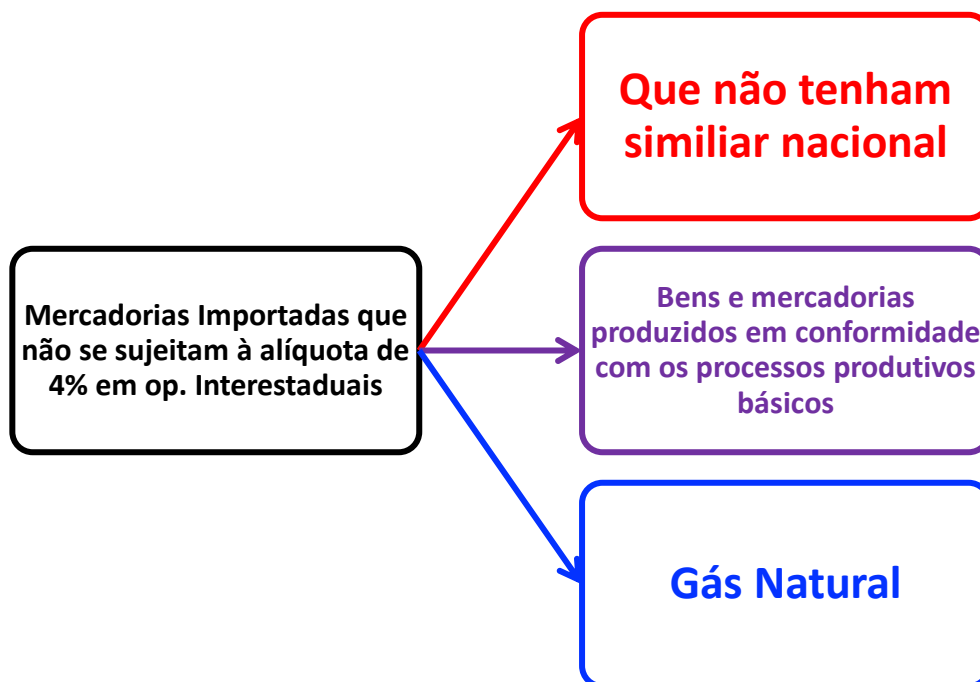 Mercadorias Importadas que
não se sujeitam à alíquota de
4% em op. Interestaduais
Que não tenham
similiar nacional
Bens e mercadorias
produzidos em conformidade
com os processos produtivos
básicos
Gás Natural